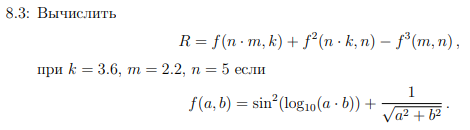 8.3: Вычислить
R = f(n · m, k) + f²(n · k, n) − f³(m, n) ,
при k = 3.6, m = 2.2, n = 5 если
f(a, b) = sin²(log₁₀(a · b)) + 1/√(a² + b²) .